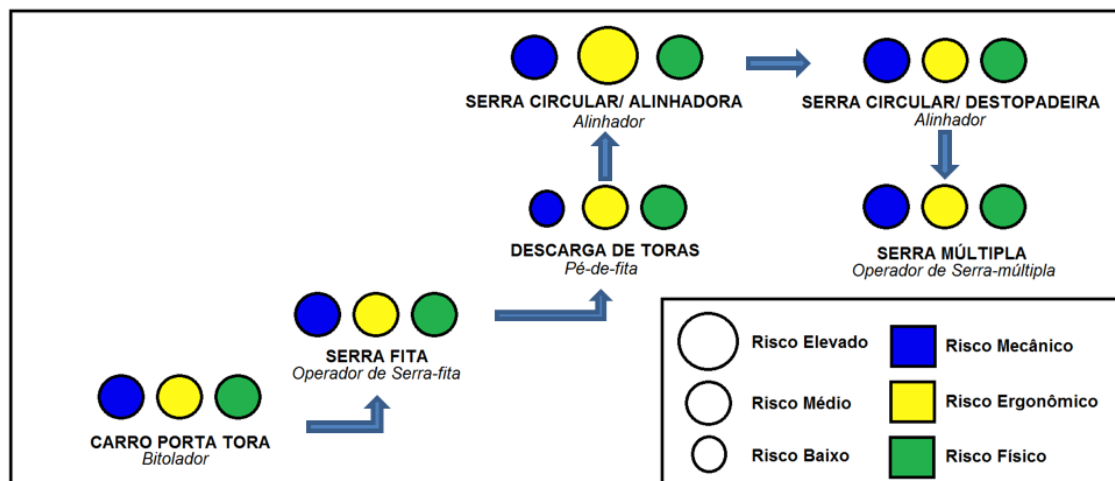 SERRA CIRCULAR/ ALINHADORA
Alinhador
SERRA CIRCULAR/ DESTOPADEIRA
Alinhador
DESCARGA DE TORAS
Pé-de-fita
SERRA MÚLTIPLA
Operador de Serra-múltipla
SERRA FITA
Operador de Serra-fita
CARRO PORTA TORA
Bitolador
Risco Elevado
Risco Mecânico
Risco Médio
Risco Ergonômico
Risco Baixo
Risco Físico